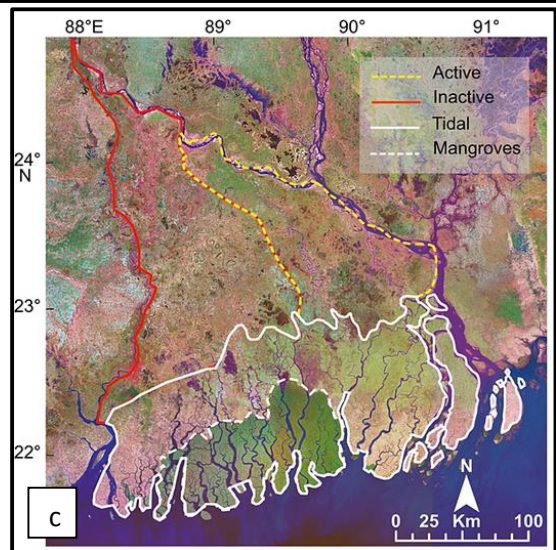 88°E 89° 90° 91°
Active
Inactive
Tidal
Mangroves
24°
N
23°
22°
N
c
0 25 Km 100